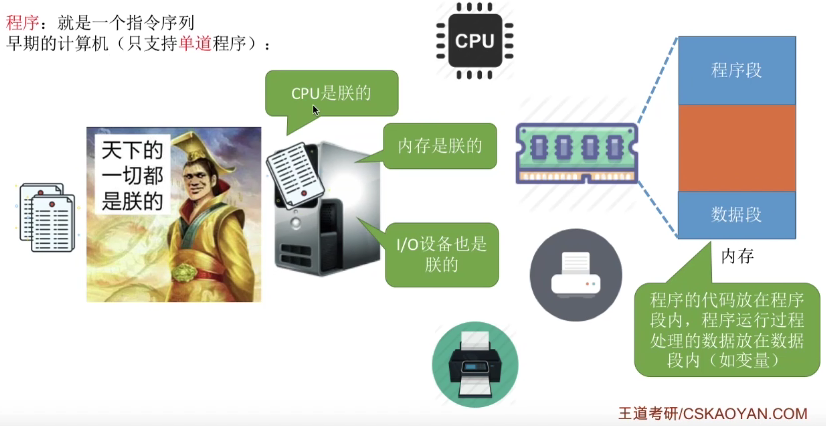 程序：就是一个指令序列
早期的计算机（只支持单道程序）：
CPU
CPU是朕的
天下的
一切都
是朕的
内存是朕的
I/O设备也是
朕的
程序段
数据段
内存
程序的代码放在程序
段内，程序运行过程
处理的数据放在数据
段内（如变量）
王道考研/CSKAOYAN.COM